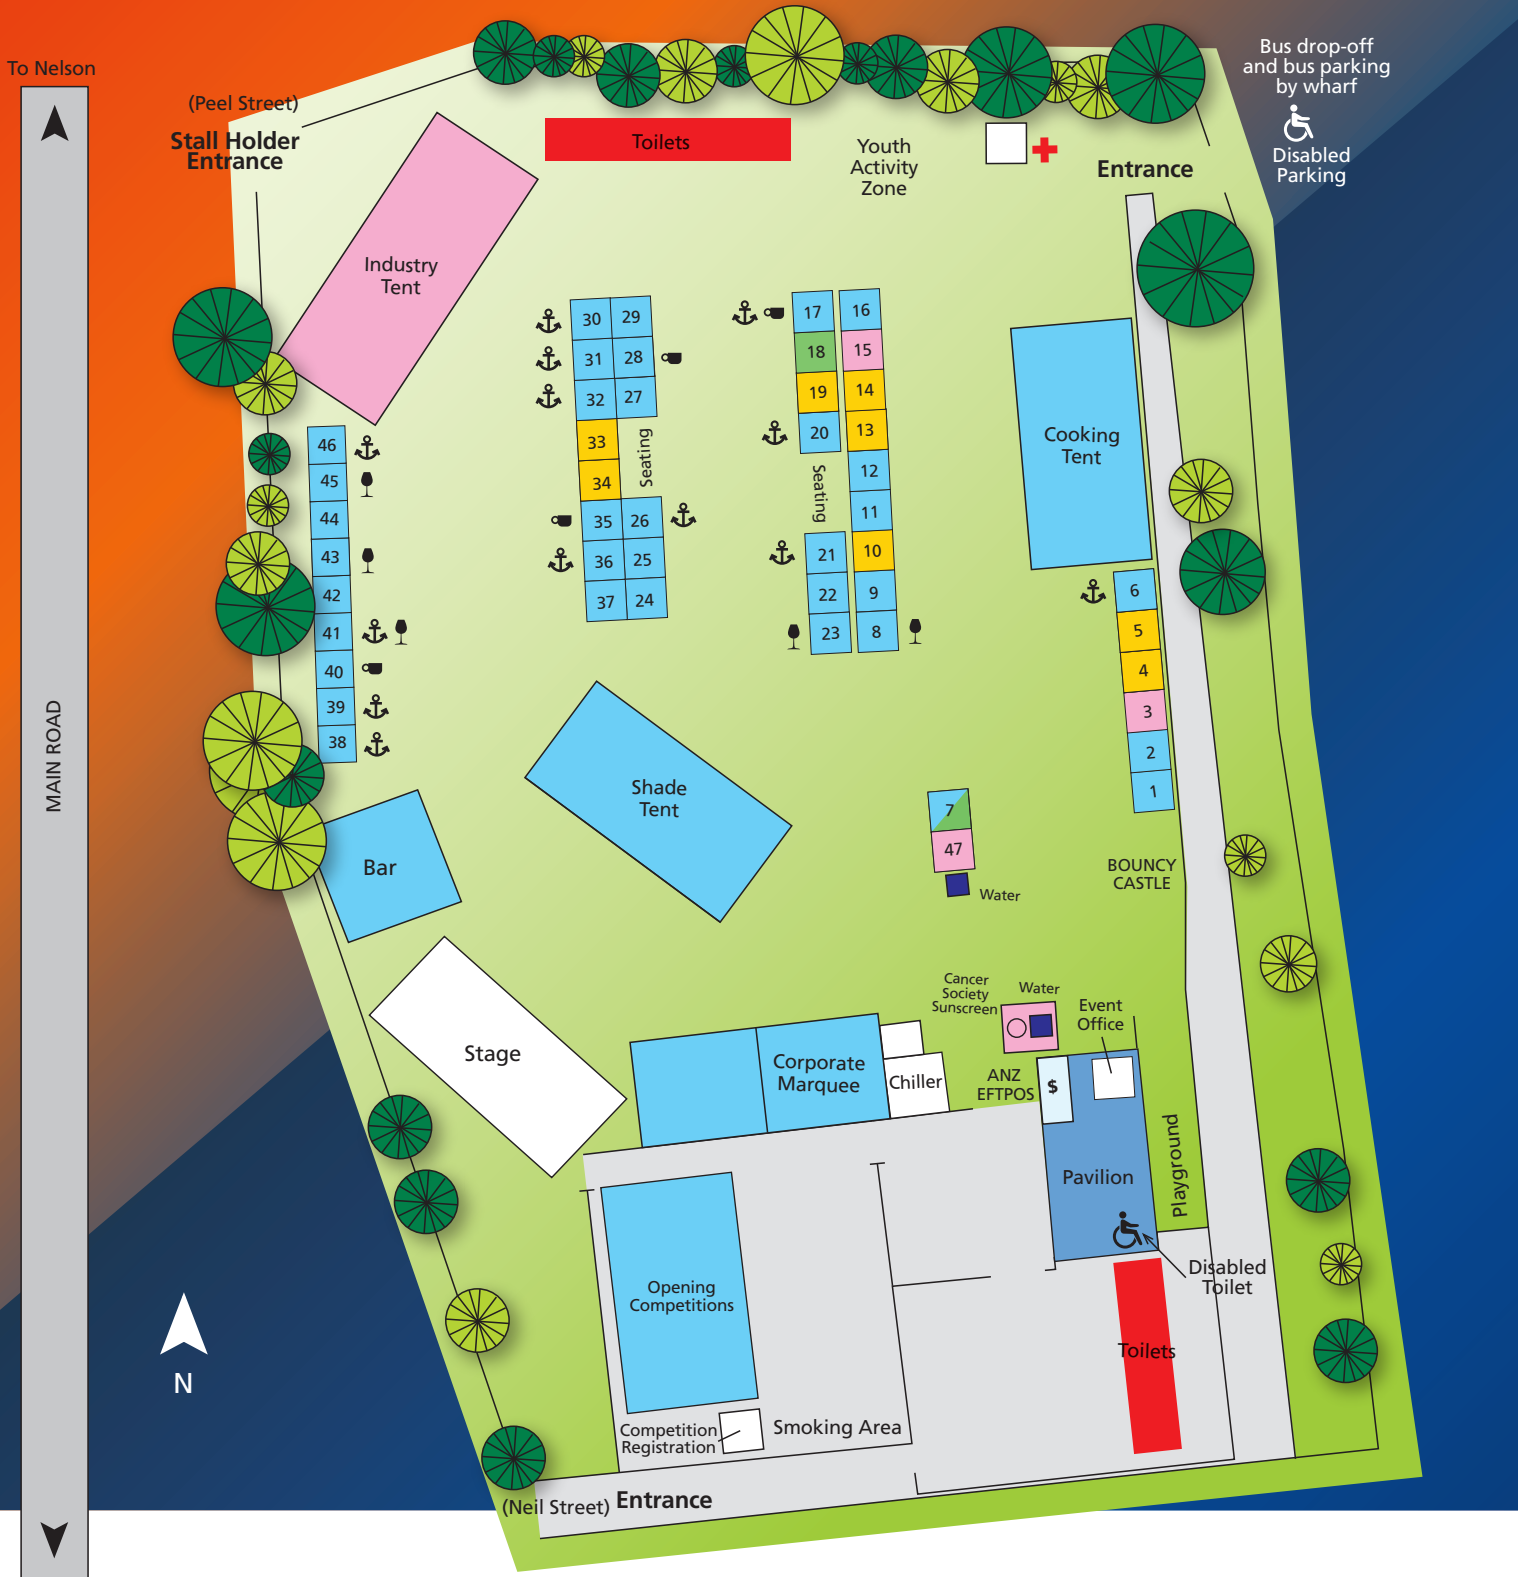 To Nelson
MAIN ROAD
(Peel Street)
Stall Holder
Entrance
Toilets
Youth
Activity
Zone
Entrance
Bus drop-off
and bus parking
by wharf
Disabled
Parking
Industry
Tent
30 29
31 28
32 27
33
34
Seating
35 26
36 25
37 24
17 16
18 15
19 14
20 13
12
11
Seating
21 10
22 9
23 8
Cooking
Tent
46
45
44
43
42
41
40
39
38
6
5
4
3
2
1
Shade
Tent
Bar
7
47
Water
BOUNCY
CASTLE
Stage
Cancer
Society
Sunscreen
Water
Event
Office
Corporate
Marquee
Chiller
ANZ
EFTPOS
$
Pavilion
Playground
Disabled
Toilet
Opening
Competitions
Toilets
Competition
Registration
Smoking Area
N
(Neil Street) Entrance